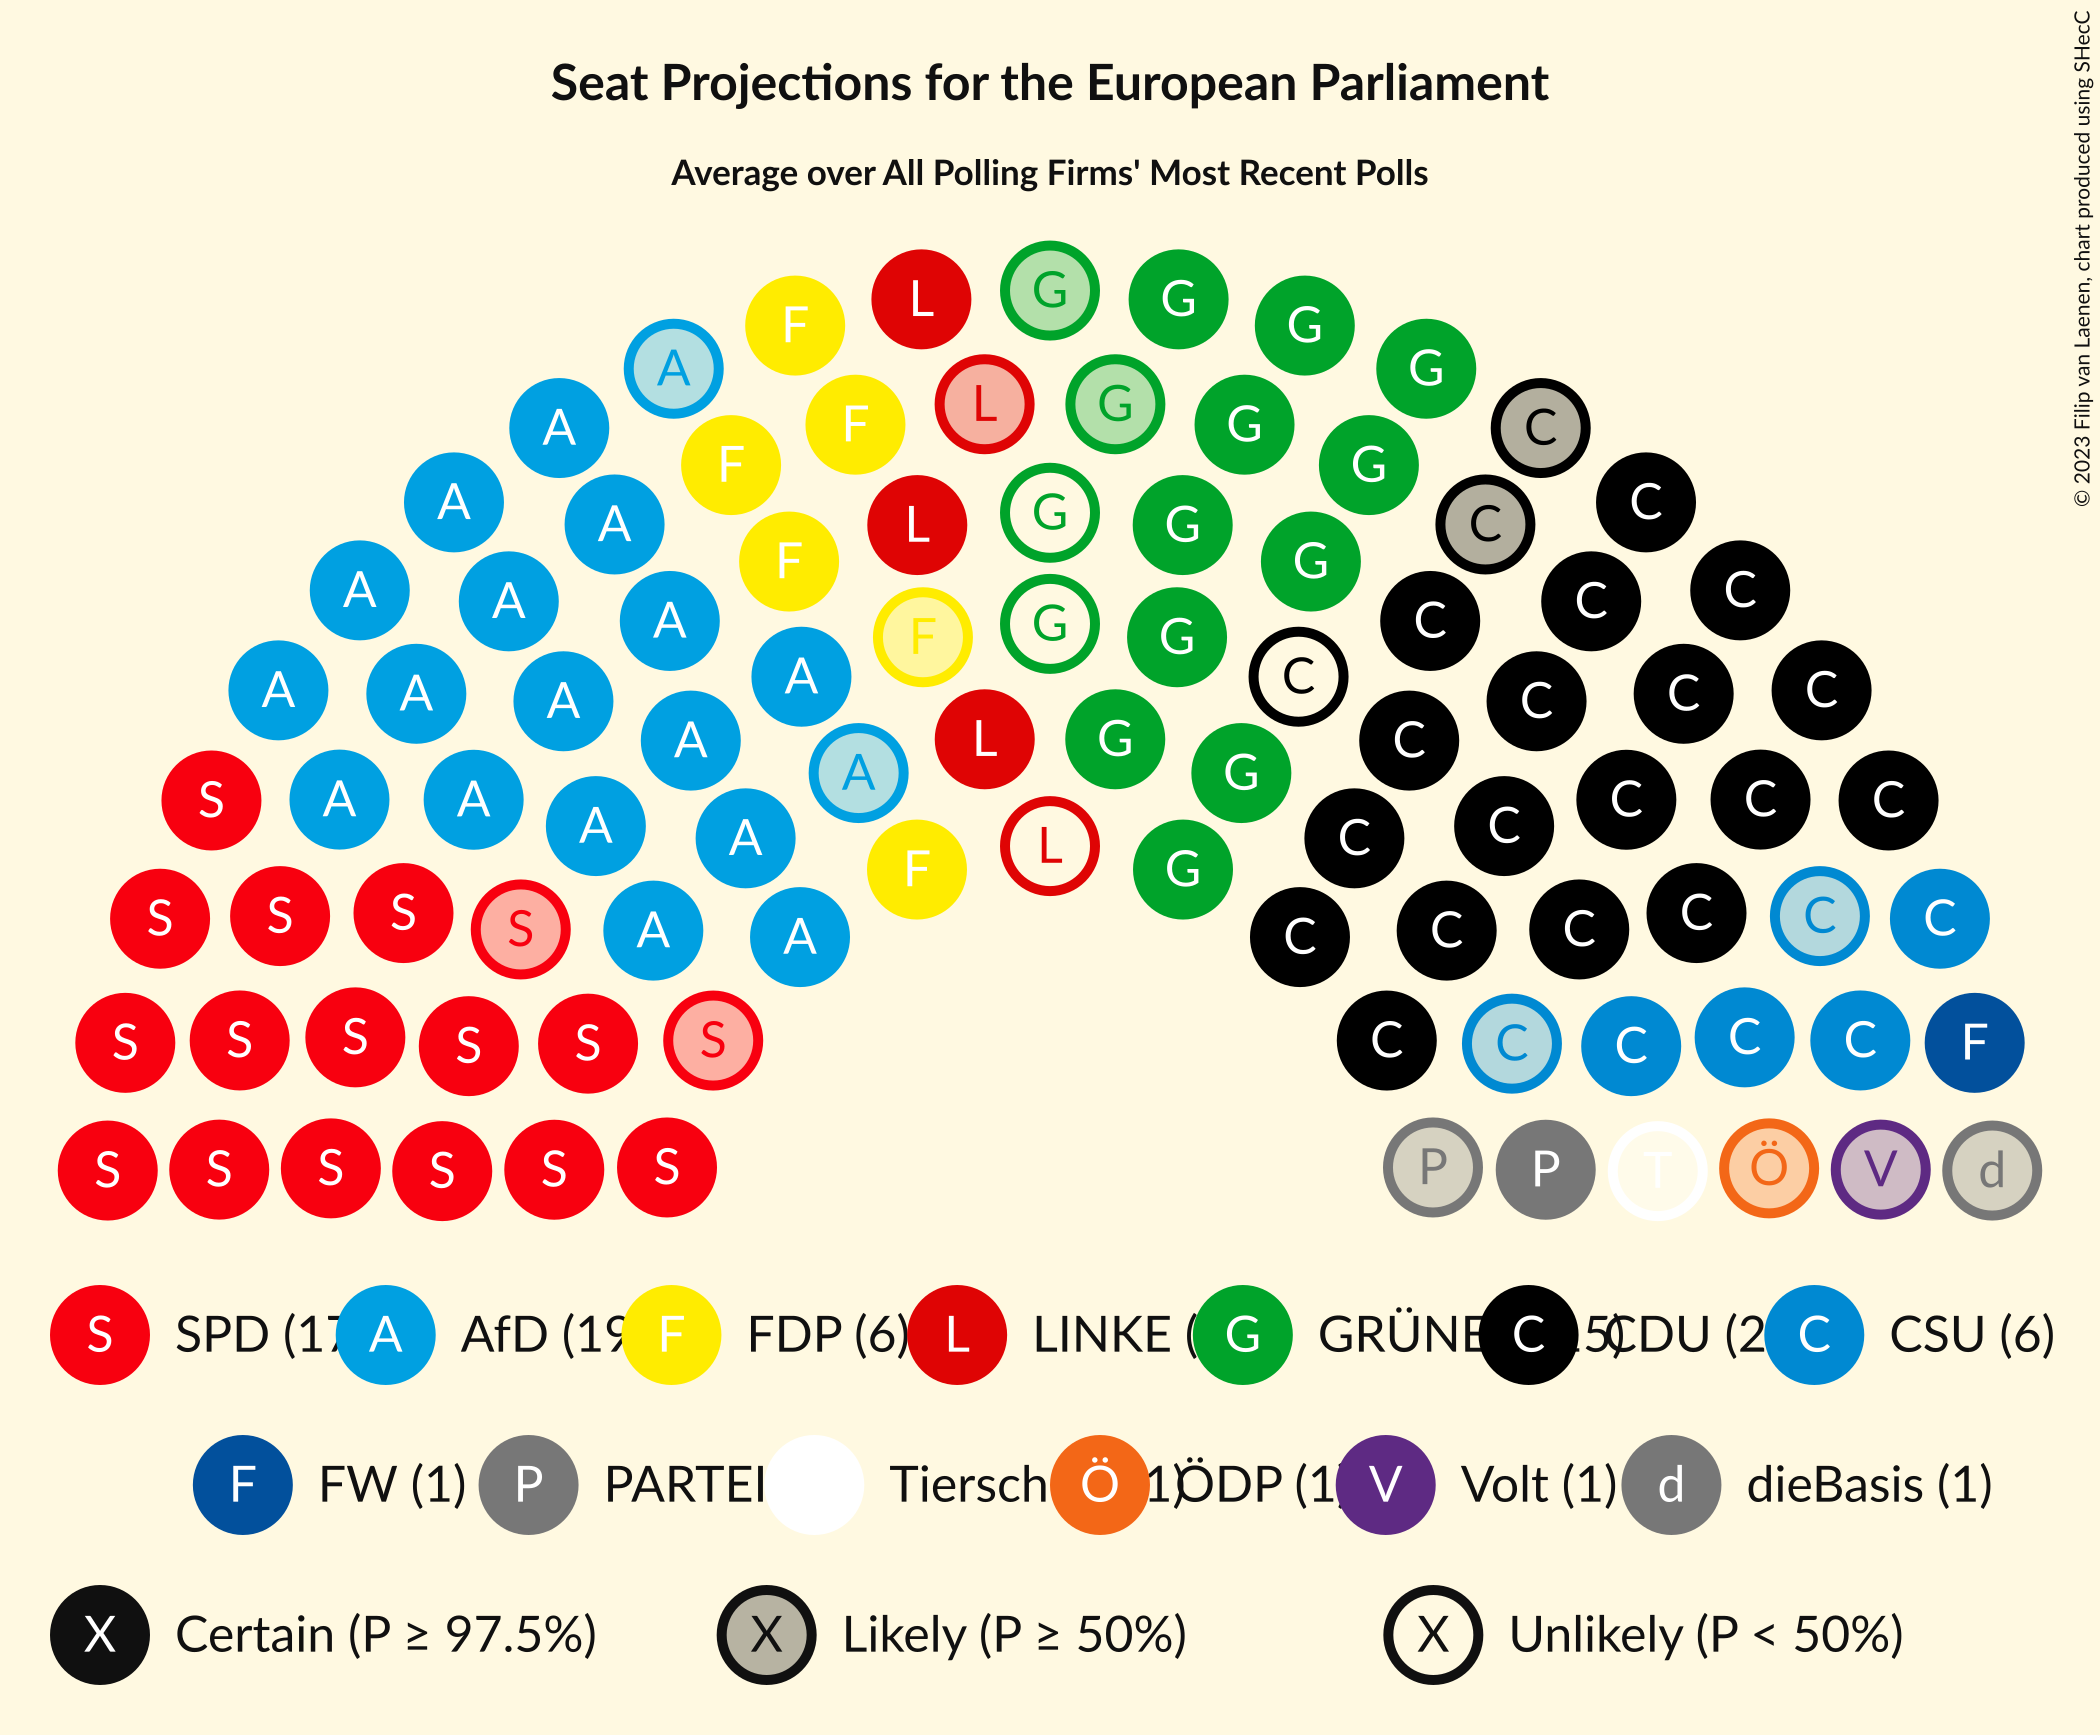 Seat Projections for the European Parliament
Average over All Polling Firms' Most Recent Polls
© 2023 Filip van Laenen, chart produced using SHecC
G
L G
F G
A G
L G
A F G C
F G
A F L G G C
A A F G C
A A A F G G C C C
A A A A C C C C C
A A A A L G C C C C
S A A A A A G C C C C C
S S S S A A F L G C C C C C C
S S S S S S C C C C C F
S S S S S S P P T Ö V d
S SPD (17 A AfD (19 F FDP (6) L LINKE ( G GRÜNE C 5) CDU (2 C CSU (6)
F FW (1) P PARTEI Tiersch Ö 1) ÖDP (1 V Volt (1) d dieBasis (1)
X Certain (P ≥ 97.5%) X Likely (P ≥ 50%) X Unlikely (P < 50%)